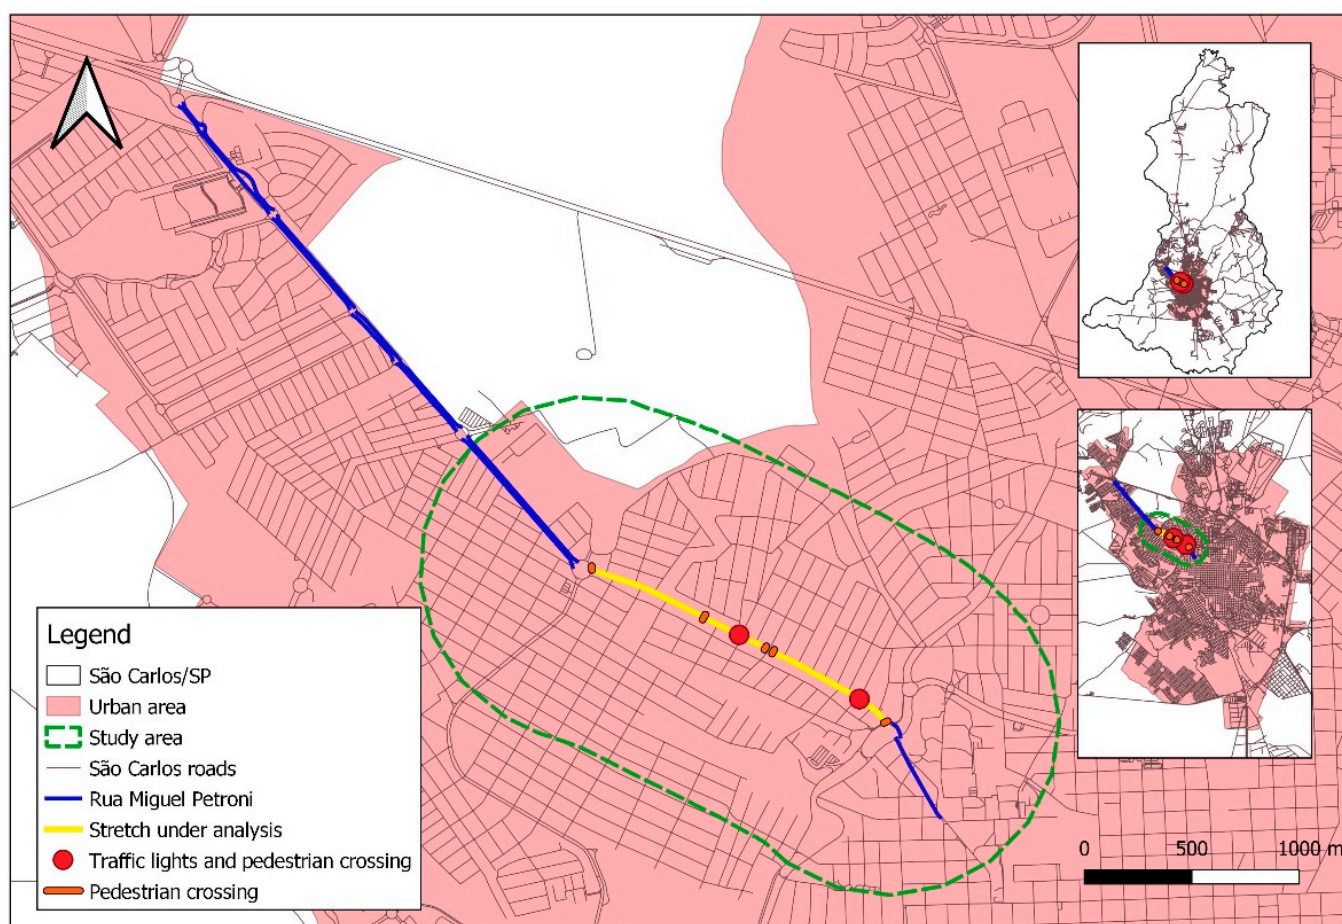 Legend
São Carlos/SP
Urban area
Study area
São Carlos roads
Rua Miguel Petroni
Stretch under analysis
Traffic lights and pedestrian crossing
Pedestrian crossing
0 500 1000 m